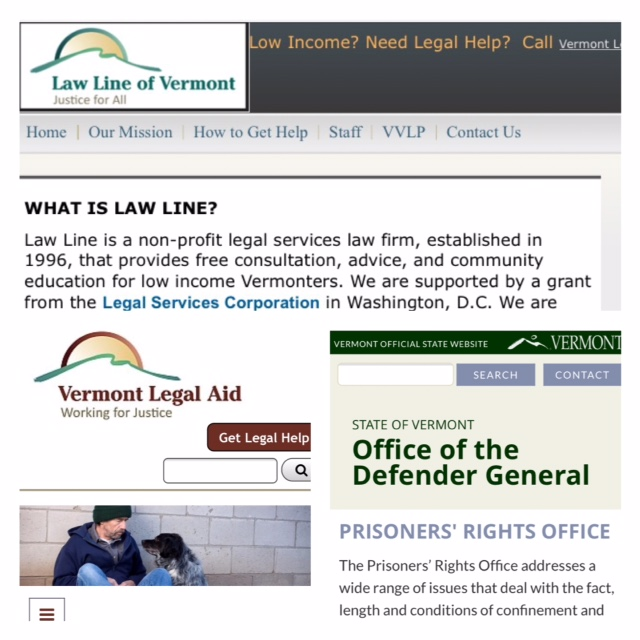 Law Line of Vermont
Justice for All
Low Income? Need Legal Help? Call Vermont L
Home | Our Mission | How to Get Help | Staff | VVLP | Contact Us
WHAT IS LAW LINE?
Law Line is a non-profit legal services law firm, established in
1996, that provides free consultation, advice, and community
education for low income Vermonters. We are supported by a grant
from the Legal Services Corporation in Washington, D.C. We are
Vermont Legal Aid
Working for Justice
Get Legal Help
VERMONT OFFICIAL STATE WEBSITE
VERMONT
SEARCH
CONTACT
STATE OF VERMONT
Office of the
Defender General
PRISONERS' RIGHTS OFFICE
The Prisoners’ Rights Office addresses a
wide range of issues that deal with the fact,
length and conditions of confinement and